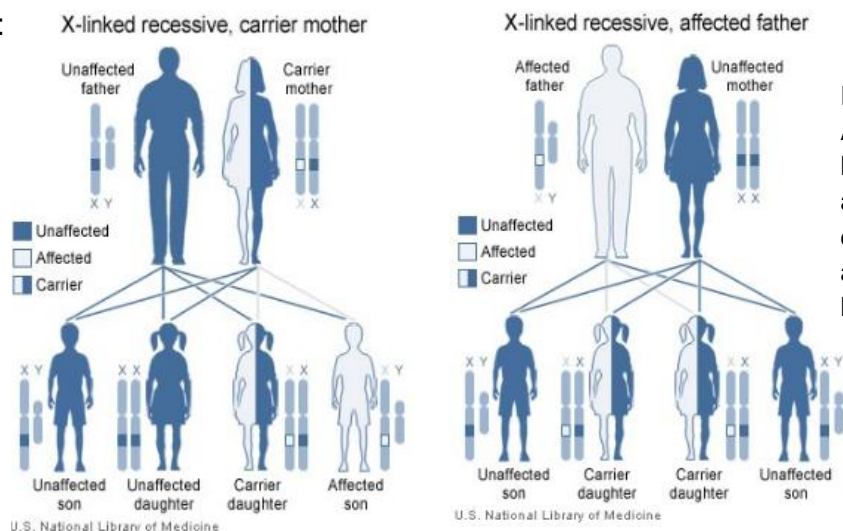 :
X-linked recessive, carrier mother
Unaffected
father
Carrier
mother
X Y
X X
Unaffected
Affected
Carrier
X Y
X X
X X
X Y
Unaffected
son
Unaffected
daughter
Carrier
daughter
Affected
son
U.S. National Library of Medicine
X-linked recessive, affected father
Affected
father
Unaffected
mother
X Y
X X
Unaffected
Affected
Carrier
X Y
X X
X X
X Y
Unaffected
son
Carrier
daughter
Carrier
daughter
Unaffected
son
U.S. National Library of Medicine